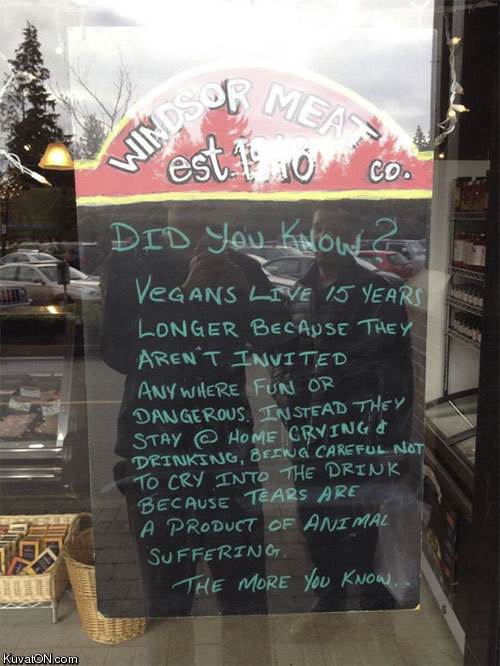 WINDSOR MEAT
est. 1940 co.
DID YOU KNOW?
VEGANS LIVE 15 YEARS
LONGER BECAUSE THEY
AREN'T INVITED
ANYWHERE FUN OR
DANGEROUS. INSTEAD THEY
STAY @ HOME CRYING &
DRINKING, BEING CAREFUL NOT
TO CRY INTO THE DRINK
BECAUSE TEARS ARE
A PRODUCT OF ANIMAL
SUFFERING.
THE MORE YOU KNOW...
KuvatON.com